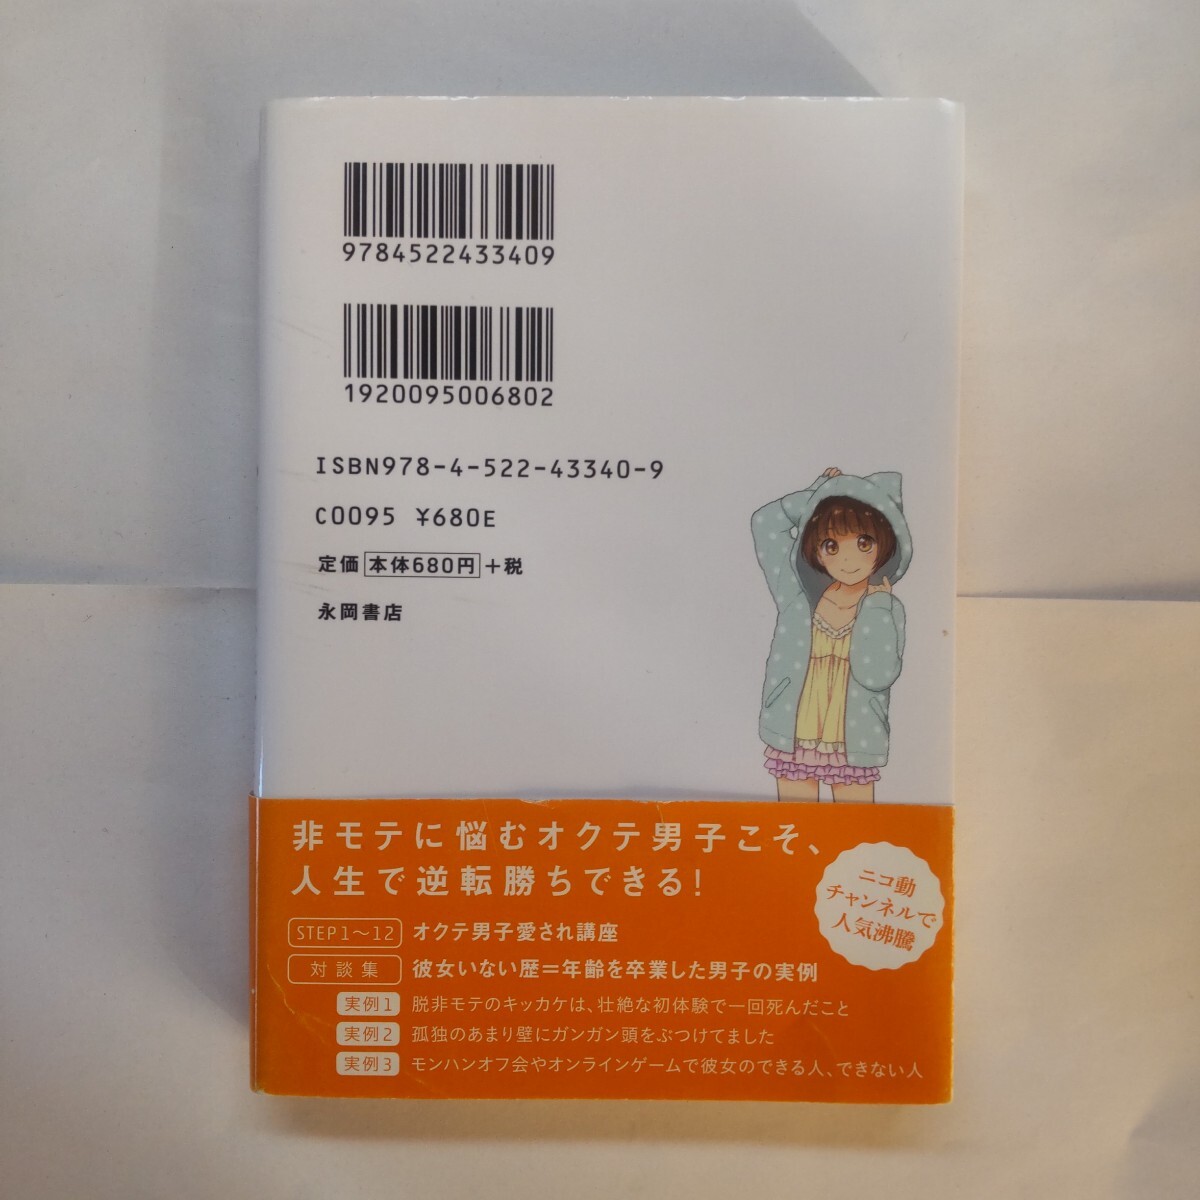 9784522433409
1920095006802
ISBN978-4-522-43340-9
C0095 ¥680E
定価 本体680円 +税
永岡書店
非モテに悩むオクテ男子こそ、
人生で逆転勝ちできる!
ニコ動
チャンネルで
人気沸騰
STEP1〜12 オクテ男子愛され講座
対談集 彼女いない歴=年齢を卒業した男子の実例
実例1 脱非モテのキッカケは、壮絶な初体験で一回死んだこと
実例2 孤独のあまり壁にガンガン頭をぶつけてました
実例3 モンハンオフ会やオンラインゲームで彼女のできる人、できない人